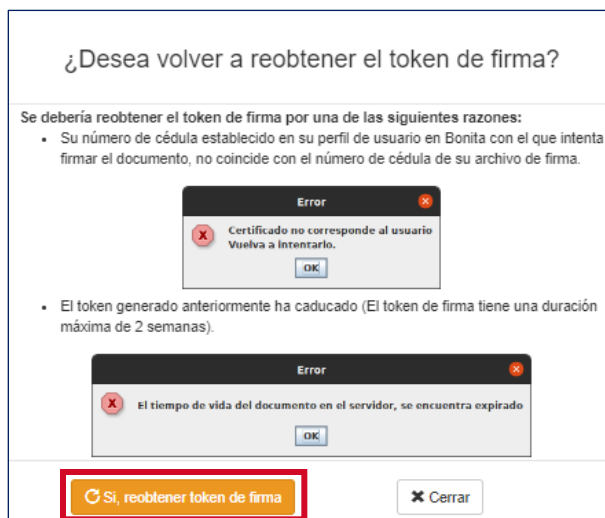 ¿Desea volver a reobtener el token de firma?
Se debería reobtener el token de firma por una de las siguientes razones:
• Su número de cédula establecido en su perfil de usuario en Bonita con el que intenta
firmar el documento, no coincide con el número de cédula de su archivo de firma.
Error
Certificado no corresponde al usuario
Vuelva a intentarlo.
OK
• El token generado anteriormente ha caducado (El token de firma tiene una duración
máxima de 2 semanas).
Error
El tiempo de vida del documento en el servidor, se encuentra expirado
OK
Si, reobtener token de firma
Cerrar